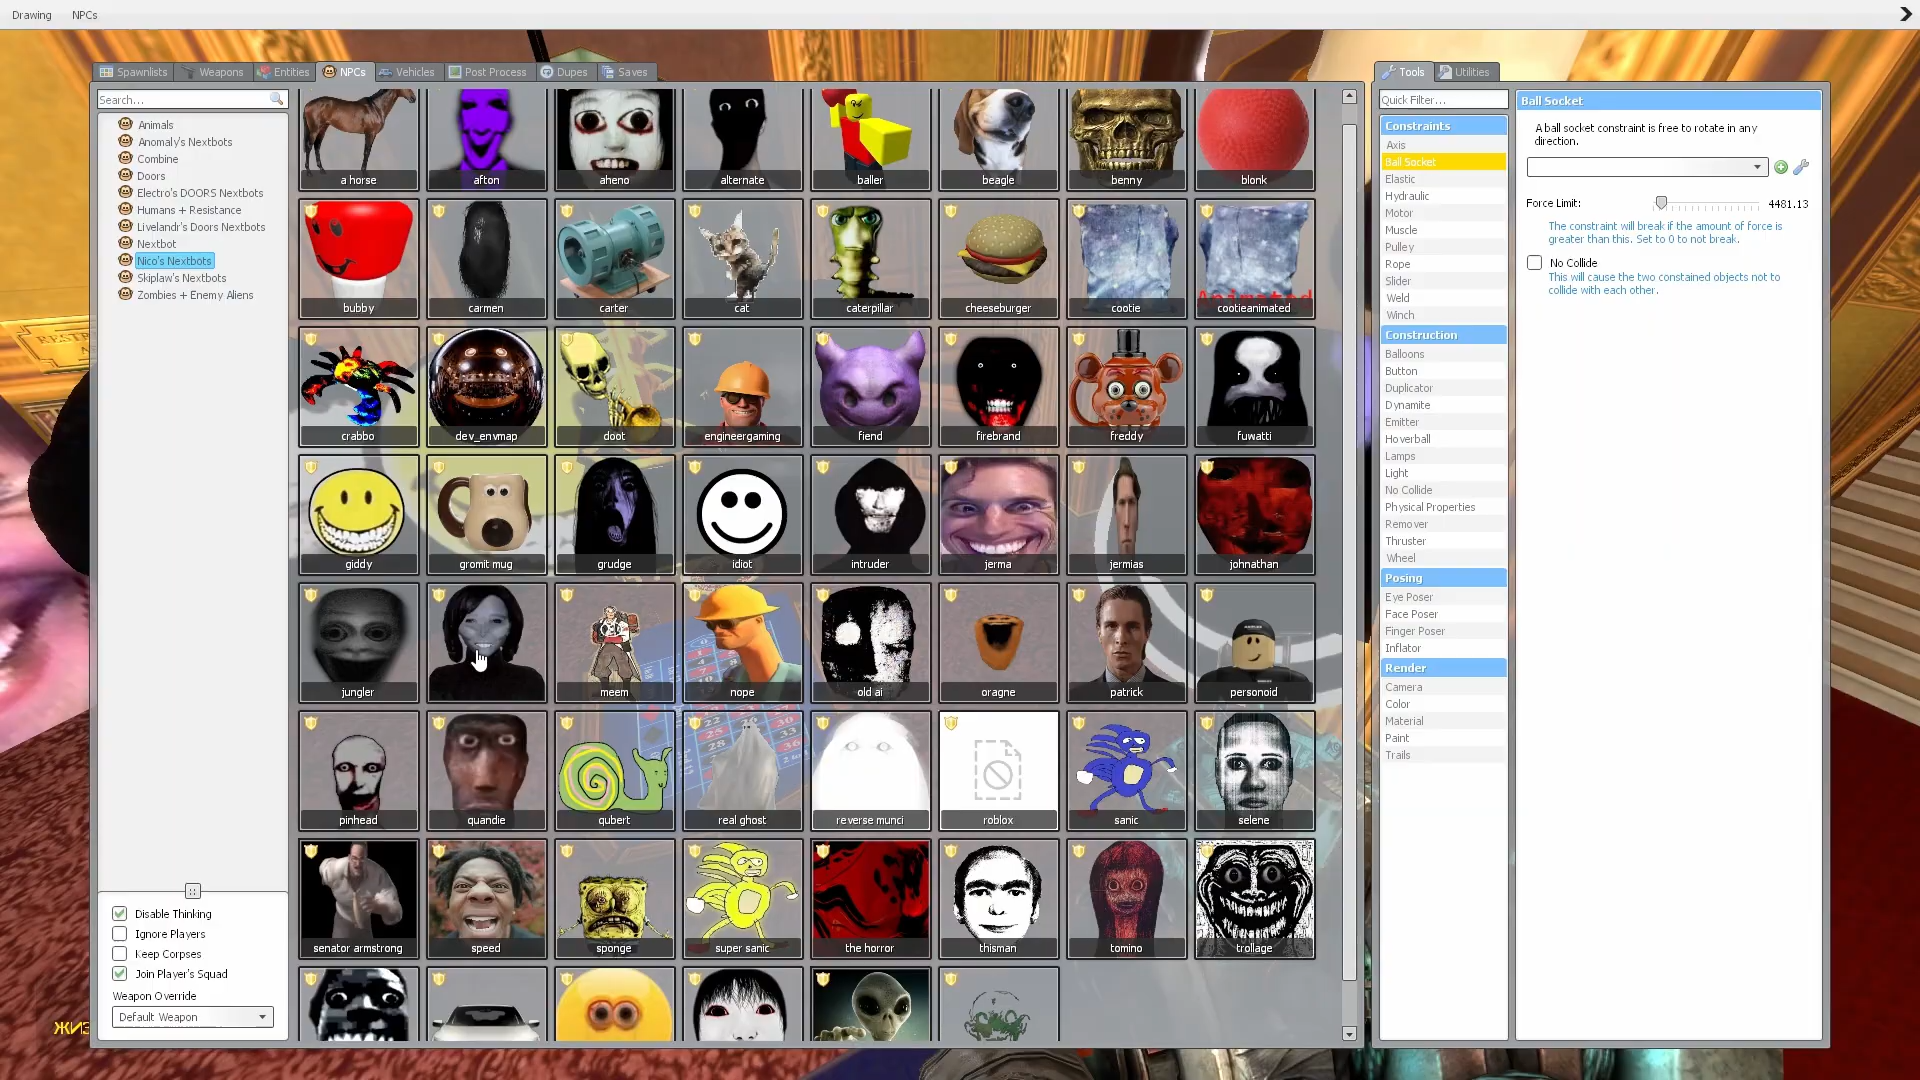 Drawing NPCs
Spawnlists Weapons Entities NPCs Vehicles Post Process Dupes Saves
Search...
Animals
Anomaly's Nextbots
Combine
Doors
Electro's DOORS Nextbots
Humans + Resistance
Livelandr's Doors Nextbots
Nextbot
Nico's Nextbots
Skiplaw's Nextbots
Zombies + Enemy Aliens
Disable Thinking
Ignore Players
Keep Corpses
Join Player's Squad
Weapon Override
Default Weapon
ЖИЗ
a horse afton aheno alternate baller beagle benny blonk
bubby carmen carter cat caterpillar cheeseburger cootie cootieanimated
Animated
crabbo dev_envmap doot engineergaming fiend firebrand freddy fuwatti
giddy gromit mug grudge idiot intruder jerma jermias johnathan
jungler meem nope old ai oragne patrick personoid
pinhead quandie qubert real ghost reverse munci roblox sanic selene
senator armstrong speed sponge super sanic the horror thisman tomino trollage
Tools Utilities
Quick Filter...
Constraints
Axis
Ball Socket
Elastic
Hydraulic
Motor
Muscle
Pulley
Rope
Slider
Weld
Winch
Construction
Balloons
Button
Duplicator
Dynamite
Emitter
Hoverball
Lamps
Light
No Collide
Physical Properties
Remover
Thruster
Wheel
Posing
Eye Poser
Face Poser
Finger Poser
Inflator
Render
Camera
Color
Material
Paint
Trails
Ball Socket
A ball socket constraint is free to rotate in any
direction.
Force Limit: 4481.13
The constraint will break if the amount of force is
greater than this. Set to 0 to not break.
No Collide
This will cause the two constained objects not to
collide with each other.